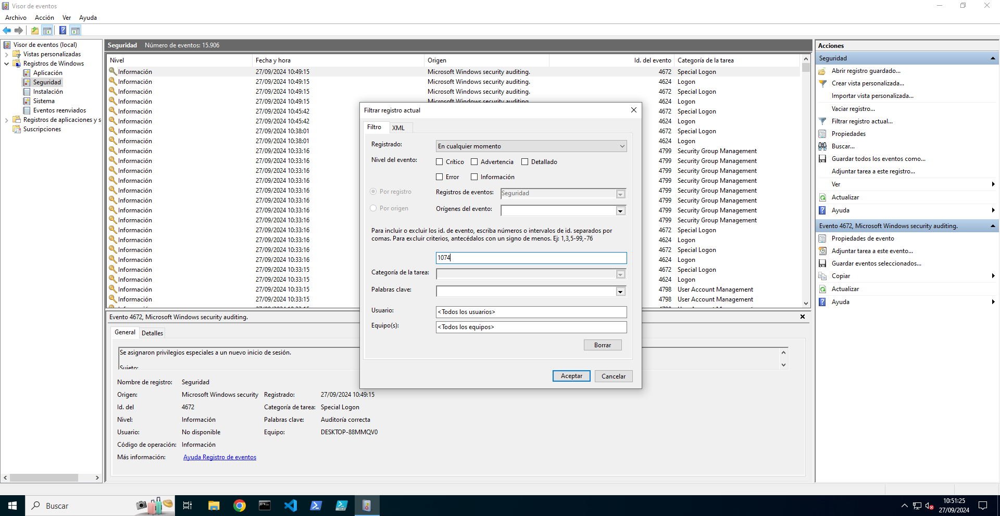 Visor de eventos
Archivo Acción Ver Ayuda
Visor de eventos (local)
Vistas personalizadas
Registros de Windows
Aplicación
Seguridad
Instalación
Sistema
Eventos reenviados
Registros de aplicaciones y s
Suscripciones
Seguridad Número de eventos: 15.906
Nivel Fecha y hora Origen Id. del evento Categoría de la tarea
Información 27/09/2024 10:49:15 Microsoft Windows security auditing. 4672 Special Logon
Información 27/09/2024 10:49:15 Microsoft Windows security auditing. 4624 Logon
Información 27/09/2024 10:49:15 Microsoft Windows security auditing. 4672 Special Logon
Información 27/09/2024 10:49:15 Microsoft Windows security auditing. 4624 Logon
Información 27/09/2024 10:45:42 4672 Special Logon
Información 27/09/2024 10:45:42 4624 Logon
Información 27/09/2024 10:38:01 4672 Special Logon
Información 27/09/2024 10:38:01 4624 Logon
Información 27/09/2024 10:33:16 4799 Security Group Management
Información 27/09/2024 10:33:16 4799 Security Group Management
Información 27/09/2024 10:33:16 4799 Security Group Management
Información 27/09/2024 10:33:16 4799 Security Group Management
Información 27/09/2024 10:33:16 4799 Security Group Management
Información 27/09/2024 10:33:16 4799 Security Group Management
Información 27/09/2024 10:33:16 4799 Security Group Management
Información 27/09/2024 10:33:16 4799 Security Group Management
Información 27/09/2024 10:33:16 4672 Special Logon
Información 27/09/2024 10:33:16 4624 Logon
Información 27/09/2024 10:33:16 4672 Special Logon
Información 27/09/2024 10:33:16 4624 Logon
Información 27/09/2024 10:33:15 4672 Special Logon
Información 27/09/2024 10:33:15 4624 Logon
Información 27/09/2024 10:33:15 4798 User Account Management
Información 27/09/2024 10:33:15 4798 User Account Management
Filtrar registro actual
Filtro XML
Registrado: En cualquier momento
Nivel del evento: Crítico Advertencia Detallado
Error Información
Por registro Registros de eventos: Seguridad
Por origen Orígenes del evento:
Para incluir o excluir los id. de evento, escriba números o intervalos de id. separados por
comas. Para excluir criterios, antecédalos con un signo de menos. Ej: 1,3,5-99,-76
1074
Categoría de la tarea:
Palabras clave:
Usuario: <Todos los usuarios>
Equipo(s): <Todos los equipos>
Borrar
Aceptar Cancelar
Evento 4672, Microsoft Windows security auditing.
General Detalles
Se asignaron privilegios especiales a un nuevo inicio de sesión.
Sujeto:
Nombre de registro: Seguridad
Origen: Microsoft Windows security Registrado: 27/09/2024 10:49:15
Id. del 4672 Categoría de tarea: Special Logon
Nivel: Información Palabras clave: Auditoría correcta
Usuario: No disponible Equipo: DESKTOP-88MMQV0
Código de operación: Información
Más información: Ayuda Registro de eventos
Acciones
Seguridad
Abrir registro guardado...
Crear vista personalizada...
Importar vista personalizada...
Vaciar registro...
Filtrar registro actual...
Propiedades
Buscar...
Guardar todos los eventos como...
Adjuntar tarea a este registro...
Ver
Actualizar
Ayuda
Evento 4672, Microsoft Windows security auditing.
Propiedades de evento
Adjuntar tarea a este evento...
Guardar eventos seleccionados...
Copiar
Actualizar
Ayuda
Buscar
10:51:25
27/09/2024